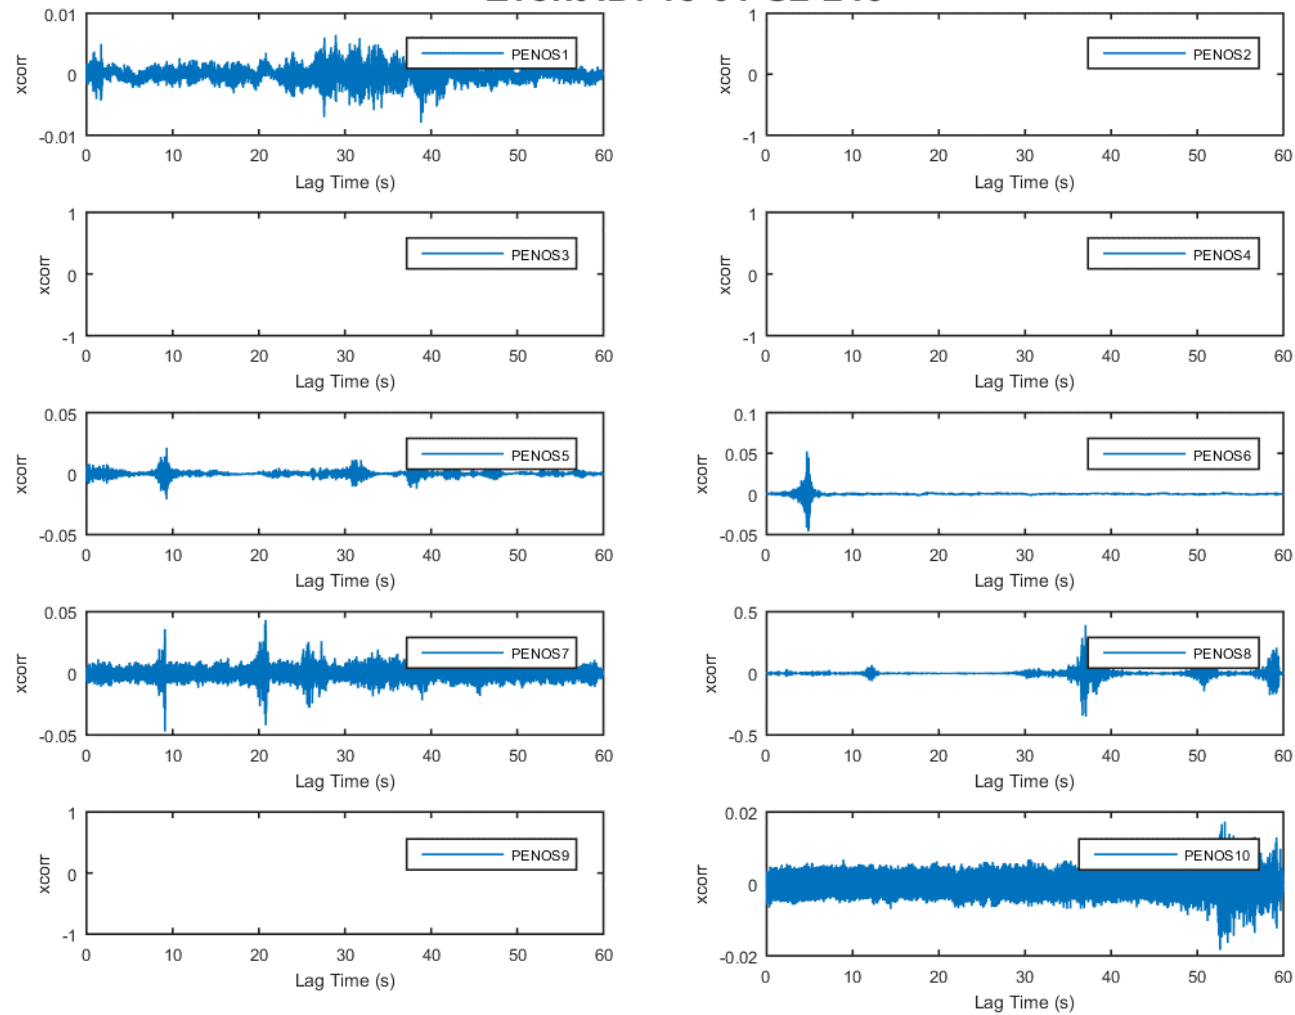 0.01
0
-0.01
xcorr
PENOS1
0 10 20 30 40 50 60
Lag Time (s)
1
0
-1
xcorr
PENOS2
0 10 20 30 40 50 60
Lag Time (s)
1
0
-1
xcorr
PENOS3
0 10 20 30 40 50 60
Lag Time (s)
1
0
-1
xcorr
PENOS4
0 10 20 30 40 50 60
Lag Time (s)
0.05
0
-0.05
xcorr
PENOS5
0 10 20 30 40 50 60
Lag Time (s)
0.1
0.05
0
-0.05
xcorr
PENOS6
0 10 20 30 40 50 60
Lag Time (s)
0.05
0
-0.05
xcorr
PENOS7
0 10 20 30 40 50 60
Lag Time (s)
0.5
0
-0.5
xcorr
PENOS8
0 10 20 30 40 50 60
Lag Time (s)
1
0
-1
xcorr
PENOS9
0 10 20 30 40 50 60
Lag Time (s)
0.02
0
-0.02
xcorr
PENOS10
0 10 20 30 40 50 60
Lag Time (s)